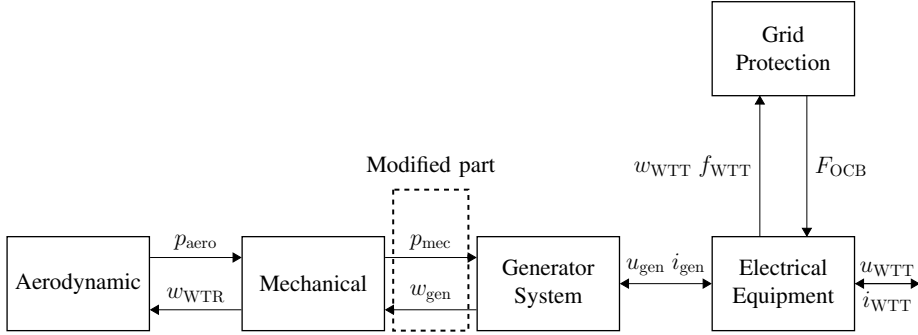 Grid
Protection
w_WTT f_WTT
F_OCB
Modified part
Aerodynamic
p_aero
w_WTR
Mechanical
p_mec
w_gen
Generator
System
u_gen i_gen
Electrical
Equipment
u_WTT
i_WTT